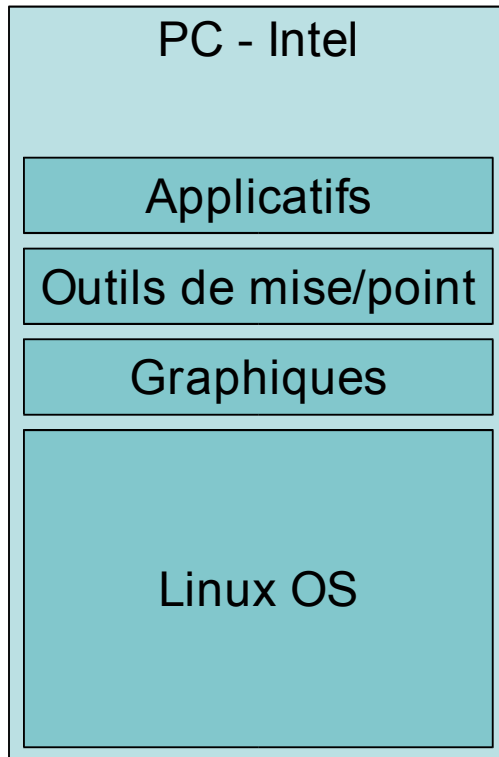 PC - Intel
Applicatifs
Outils de mise/point
Graphiques
Linux OS